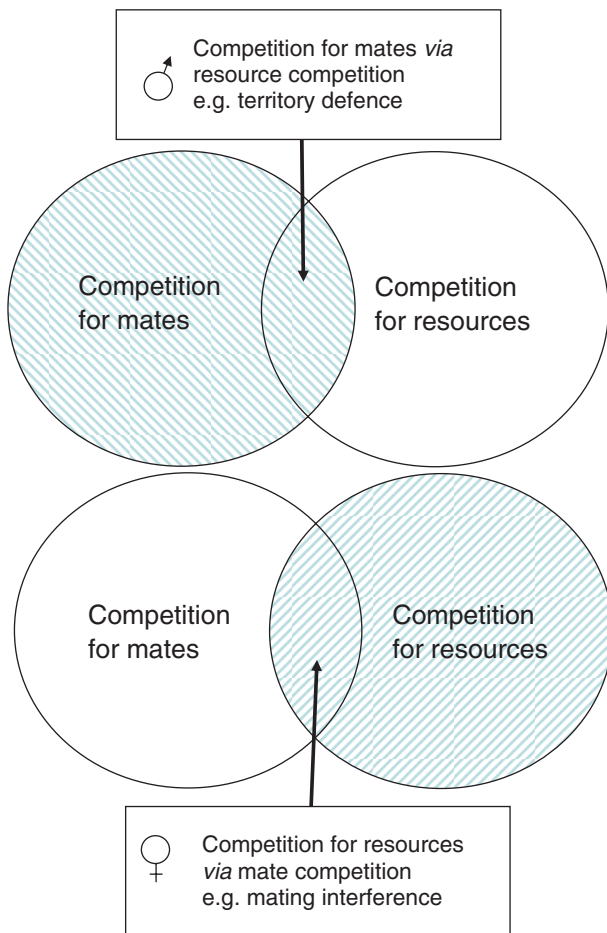 Competition for mates via
resource competition
e.g. territory defence
Competition
for mates
Competition
for resources
Competition
for mates
Competition
for resources
Competition for resources
via mate competition
e.g. mating interference